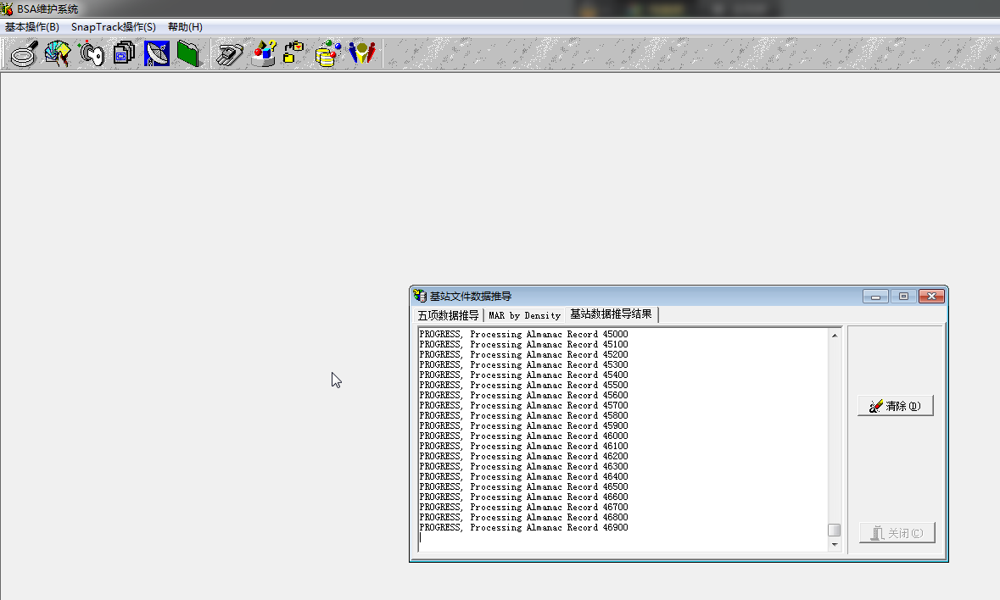 BSA维护系统
基本操作(B) SnapTrack操作(S) 帮助(H)
基站文件数据推导
五项数据推导 MAR by Density 基站数据推导结果
PROGRESS, Processing Almanac Record 45000
PROGRESS, Processing Almanac Record 45100
PROGRESS, Processing Almanac Record 45200
PROGRESS, Processing Almanac Record 45300
PROGRESS, Processing Almanac Record 45400
PROGRESS, Processing Almanac Record 45500
PROGRESS, Processing Almanac Record 45600
PROGRESS, Processing Almanac Record 45700
PROGRESS, Processing Almanac Record 45800
PROGRESS, Processing Almanac Record 45900
PROGRESS, Processing Almanac Record 46000
PROGRESS, Processing Almanac Record 46100
PROGRESS, Processing Almanac Record 46200
PROGRESS, Processing Almanac Record 46300
PROGRESS, Processing Almanac Record 46400
PROGRESS, Processing Almanac Record 46500
PROGRESS, Processing Almanac Record 46600
PROGRESS, Processing Almanac Record 46700
PROGRESS, Processing Almanac Record 46800
PROGRESS, Processing Almanac Record 46900
清除(D)
关闭(C)